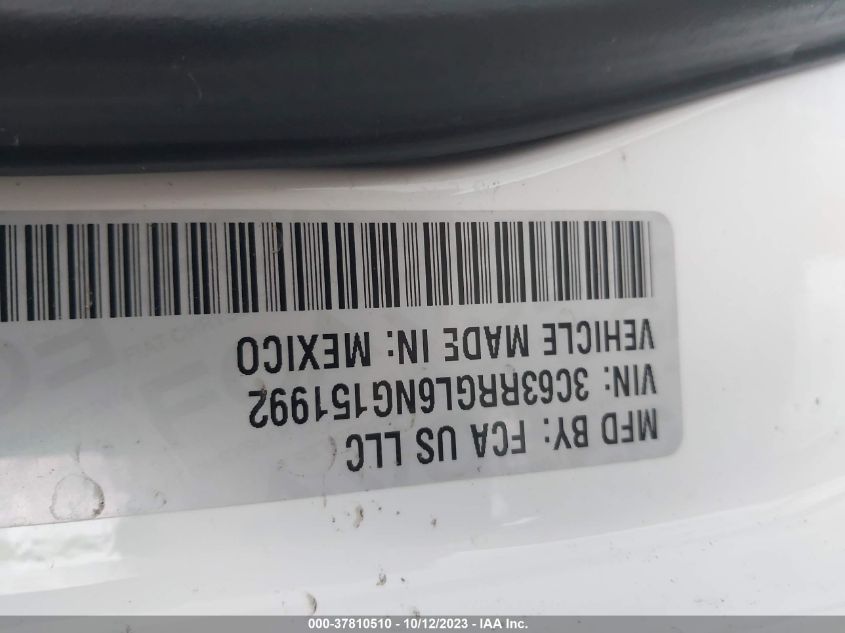 MFD BY: FCA US LLC
VIN: 3C63RRGL6NG151992
VEHICLE MADE IN: MEXICO
000-37810510 - 10/12/2023 - IAA Inc.